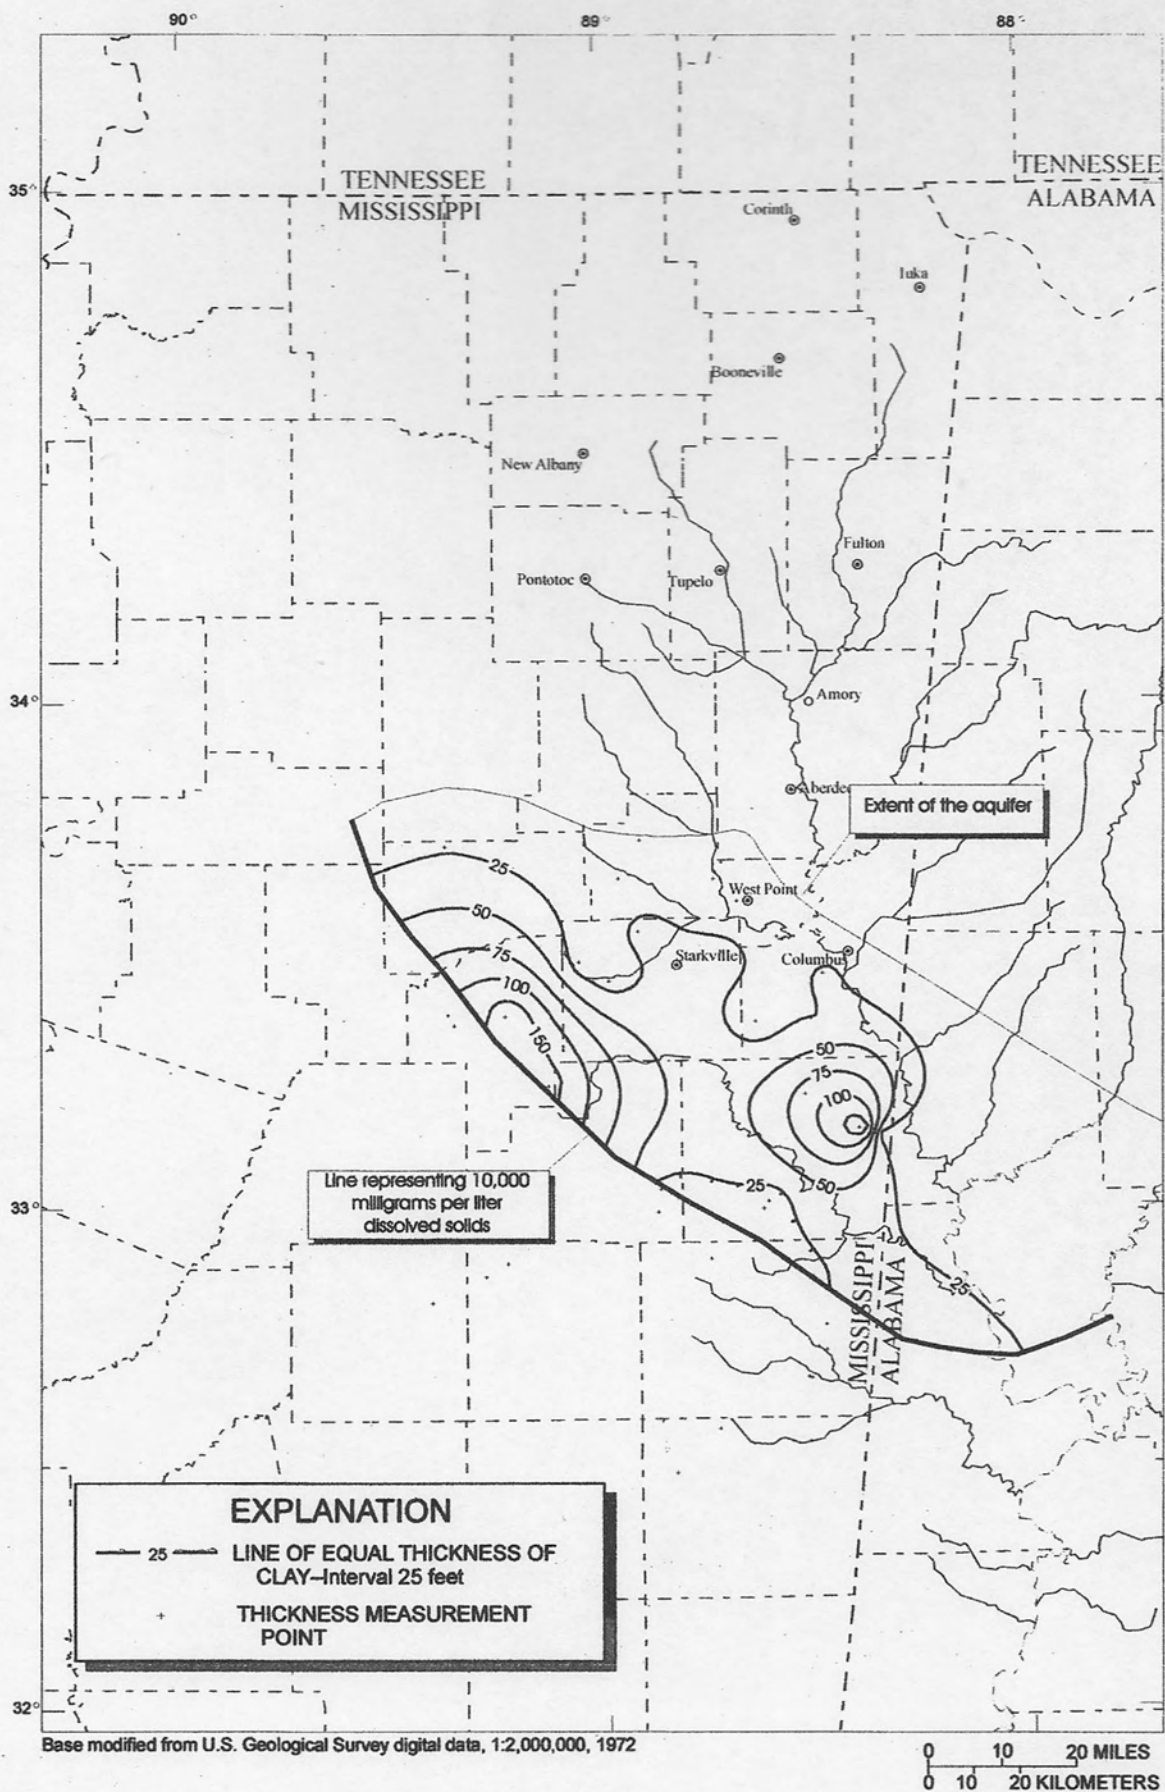 90°
89°
88°
35°
TENNESSEE
MISSISSIPPI
TENNESSEE
ALABAMA
Corinth
Iuka
Booneville
New Albany
Fulton
Pontotoc
Tupelo
34°
Amory
Aberdee
Extent of the aquifer
25
50
West Point
75
Starkville
Columbus
100
150
50
75
100
Line representing 10,000
milligrams per liter
dissolved solids
25
50
33°
MISSISSIPPI
ALABAMA
25
EXPLANATION
25 LINE OF EQUAL THICKNESS OF
CLAY–Interval 25 feet
+ THICKNESS MEASUREMENT
POINT
32°
Base modified from U.S. Geological Survey digital data, 1:2,000,000, 1972
0 10 20 MILES
0 10 20 KILOMETERS